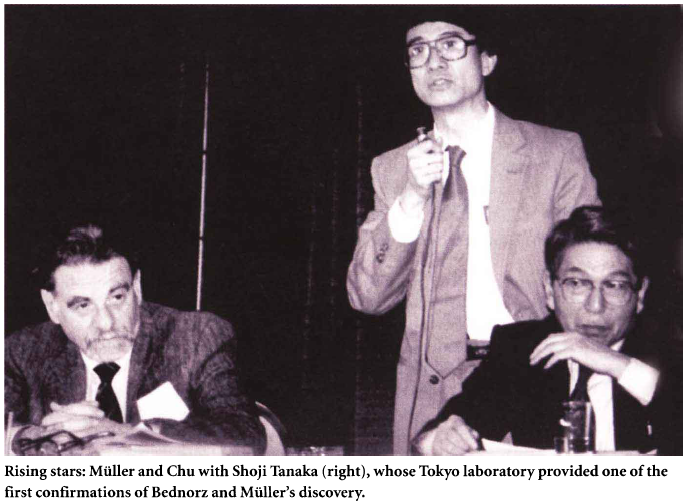 Rising stars: Müller and Chu with Shoji Tanaka (right), whose Tokyo laboratory provided one of the
first confirmations of Bednorz and Müller’s discovery.